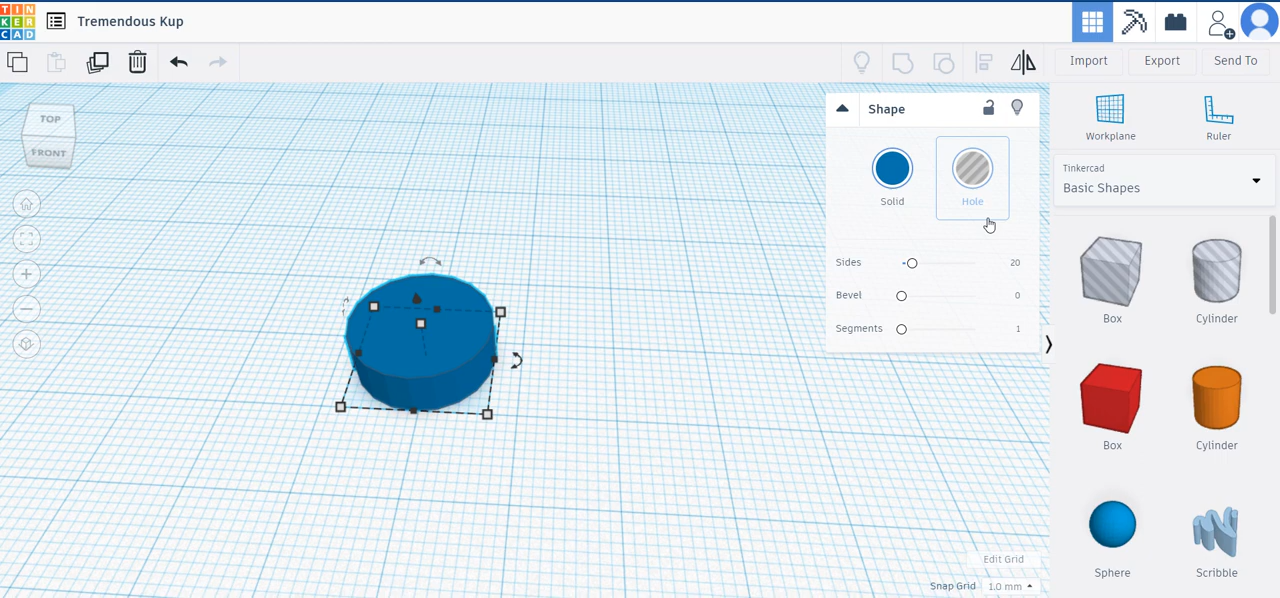 TIN
KER
CAD
Tremendous Kup
Import
Export
Send To
TOP
FRONT
Shape
Solid
Hole
Sides
20
Bevel
0
Segments
1
Workplane
Ruler
Tinkercad
Basic Shapes
Box
Cylinder
Box
Cylinder
Sphere
Scribble
Edit Grid
Snap Grid
1.0 mm